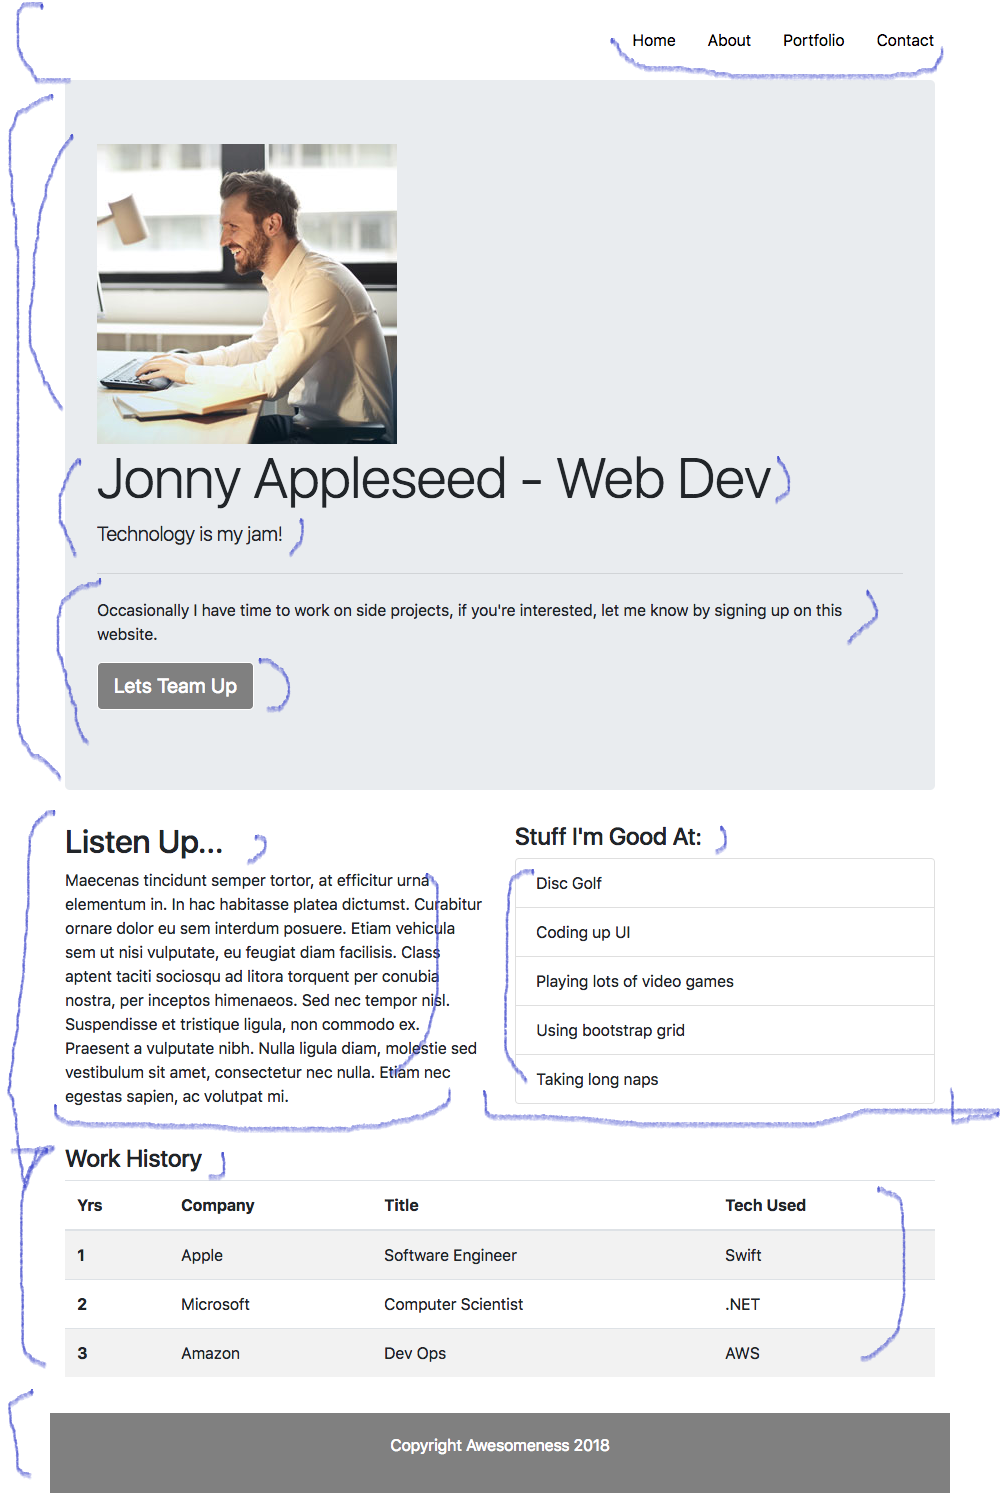 Home About Portfolio Contact
Jonny Appleseed - Web Dev
Technology is my jam!
Occasionally I have time to work on side projects, if you're interested, let me know by signing up on this
website.
Lets Team Up
Listen Up...
Maecenas tincidunt semper tortor, at efficitur urna
elementum in. In hac habitasse platea dictumst. Curabitur
ornare dolor eu sem interdum posuere. Etiam vehicula
sem ut nisi vulputate, eu feugiat diam facilisis. Class
aptent taciti sociosqu ad litora torquent per conubia
nostra, per inceptos himenaeos. Sed nec tempor nisl.
Suspendisse et tristique ligula, non commodo ex.
Praesent a vulputate nibh. Nulla ligula diam, molestie sed
vestibulum sit amet, consectetur nec nulla. Etiam nec
egestas sapien, ac volutpat mi.
Stuff I'm Good At:
Disc Golf
Coding up UI
Playing lots of video games
Using bootstrap grid
Taking long naps
Work History
Yrs Company Title Tech Used
1 Apple Software Engineer Swift
2 Microsoft Computer Scientist .NET
3 Amazon Dev Ops AWS
Copyright Awesomeness 2018